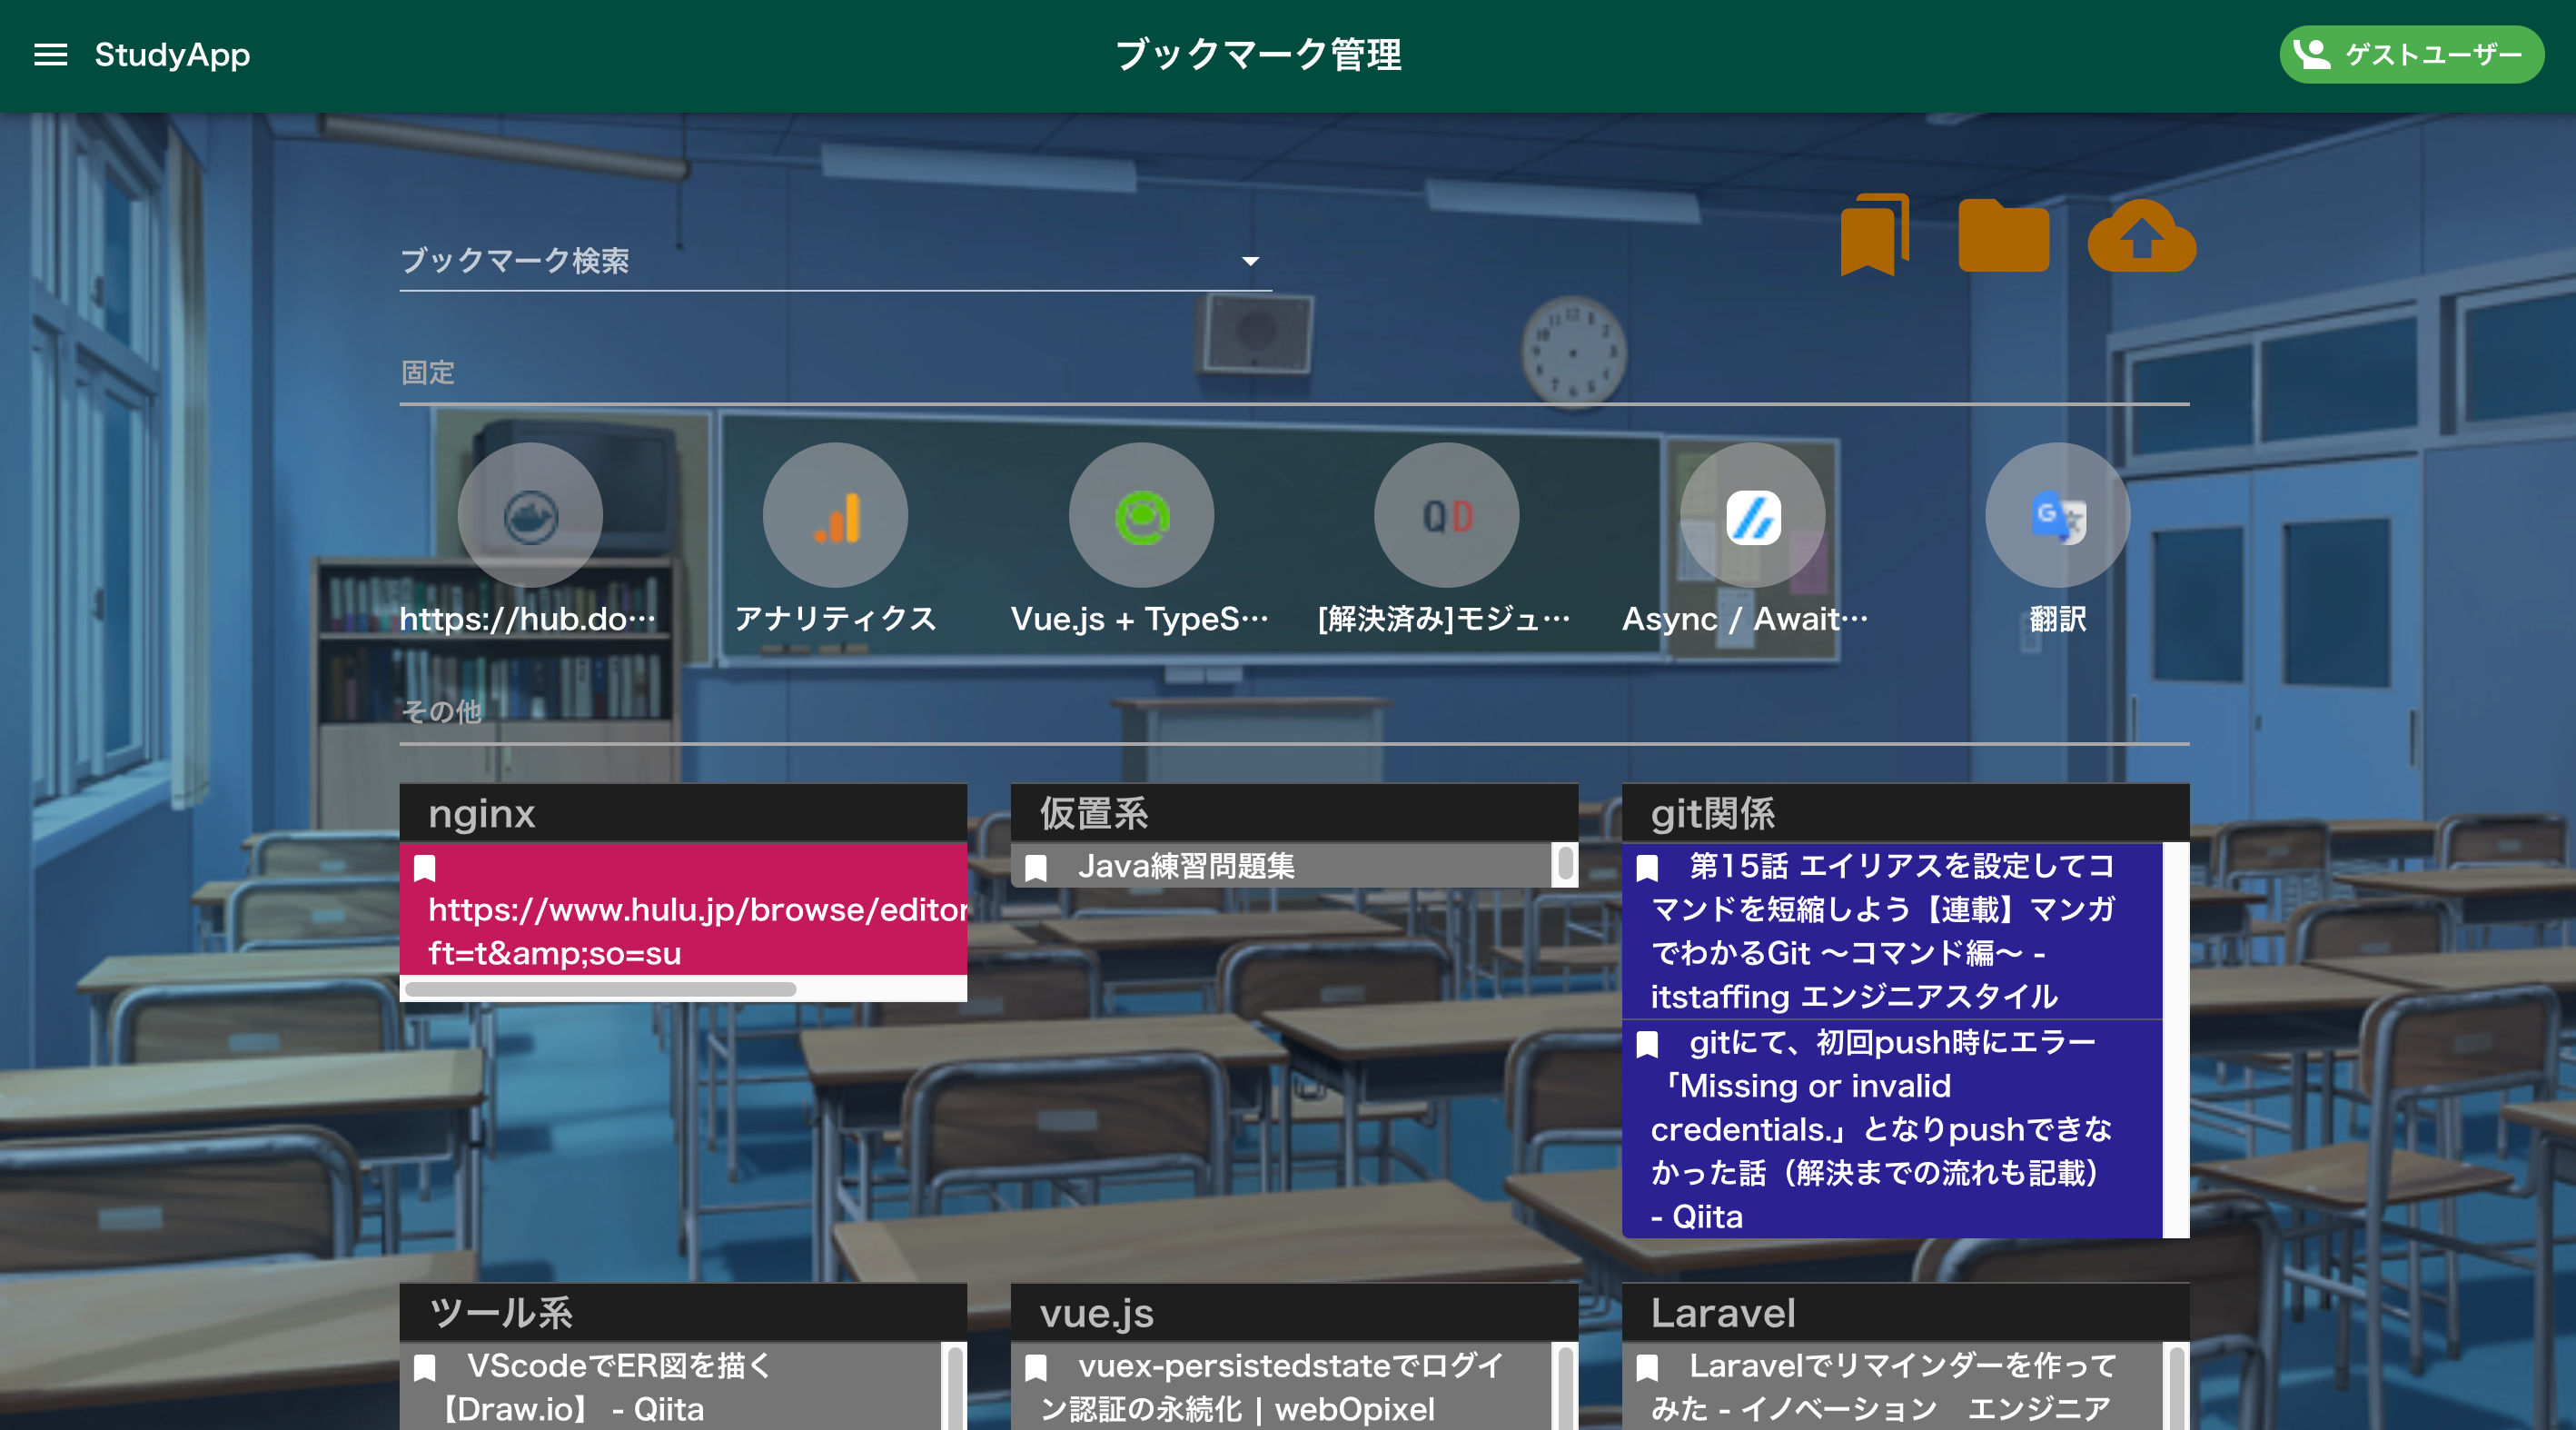 StudyApp
ブックマーク管理
ゲストユーザー
ブックマーク検索
固定
QD
https://hub.do…
アナリティクス
Vue.js + TypeS…
[解決済み]モジュ…
Async / Await…
翻訳
その他
nginx
https://www.hulu.jp/browse/editor
ft=t&amp;so=su
仮置系
Java練習問題集
git関係
第15話 エイリアスを設定してコ
マンドを短縮しよう【連載】マンガ
でわかるGit 〜コマンド編〜 -
itstaffing エンジニアスタイル
gitにて、初回push時にエラー
「Missing or invalid
credentials.」となりpushできな
かった話（解決までの流れも記載）
- Qiita
ツール系
VScodeでER図を描く
【Draw.io】 - Qiita
vue.js
vuex-persistedstateでログイ
ン認証の永続化 | webOpixel
Laravel
Laravelでリマインダーを作って
みた - イノベーション　エンジニア